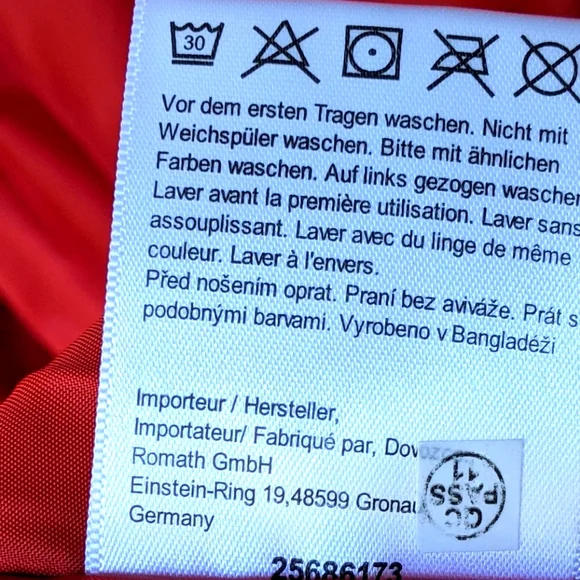 30
Vor dem ersten Tragen waschen. Nicht mit
Weichspüler waschen. Bitte mit ähnlichen
Farben waschen. Auf links gezogen waschen
Laver avant la première utilisation. Laver sans
assouplissant. Laver avec du linge de même
couleur. Laver à l'envers.
Před nošením oprat. Praní bez aviváže. Prát s
podobnými barvami. Vyrobeno v Bangladéži
Importeur / Hersteller,
Importateur/ Fabriqué par,
Romath GmbH
Einstein-Ring 19,48599 Gronau
Germany
QC
PASS
11
25686173